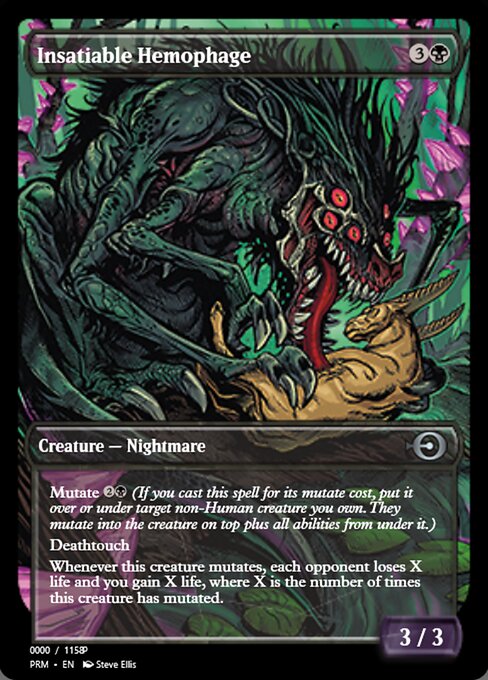 Insatiable Hemophage 3
Creature — Nightmare
Mutate 2 (If you cast this spell for its mutate cost, put it
over or under target non-Human creature you own. They
mutate into the creature on top plus all abilities from under it.)
Deathtouch
Whenever this creature mutates, each opponent loses X
life and you gain X life, where X is the number of times
this creature has mutated.
3 / 3
0000 / 1158P
PRM • EN Steve Ellis